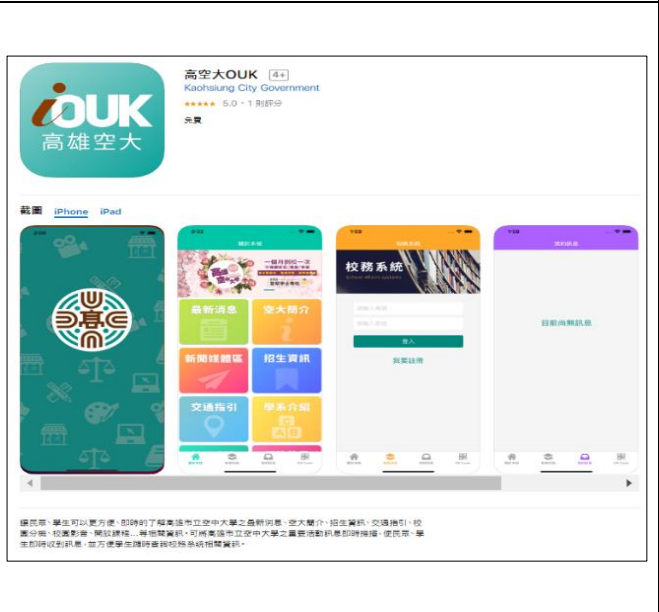 高空大OUK 4+
Kaohsiung City Government
★★★★★ 5.0・1 則評分
免費
iOUK
高雄空大
截圖 iPhone iPad
一個月到校一次
最新消息 空大簡介
新聞媒體區 招生資訊
交通指引 學系介紹
校務系統
登入
我要註冊
目前尚無訊息
讓民眾、學生可以更方便、即時的了解高雄市立空中大學之最新消息、空大簡介、招生資訊、交通指引、校
園分機、校園影音、開放課程...等相關資訊。可將高雄市立空中大學之重要活動訊息即時推播、使民眾、學
生即時收到訊息。並方便學生隨時查詢校務系統相關資訊。